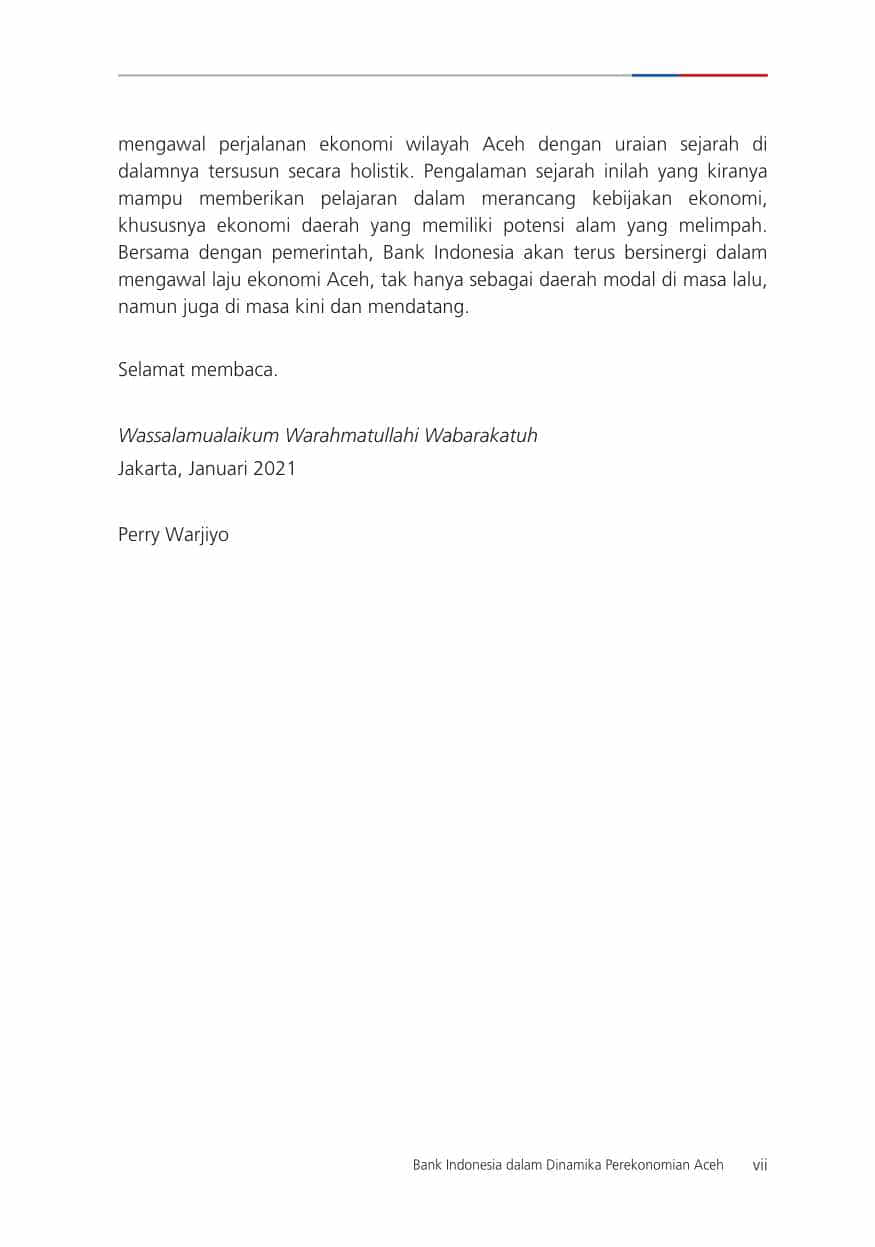 mengawal perjalanan ekonomi wilayah Aceh dengan uraian sejarah di
dalamnya tersusun secara holistik. Pengalaman sejarah inilah yang kiranya
mampu memberikan pelajaran dalam merancang kebijakan ekonomi,
khususnya ekonomi daerah yang memiliki potensi alam yang melimpah.
Bersama dengan pemerintah, Bank Indonesia akan terus bersinergi dalam
mengawal laju ekonomi Aceh, tak hanya sebagai daerah modal di masa lalu,
namun juga di masa kini dan mendatang.
Selamat membaca.
Wassalamualaikum Warahmatullahi Wabarakatuh
Jakarta, Januari 2021
Perry Warjiyo
Bank Indonesia dalam Dinamika Perekonomian Aceh vii